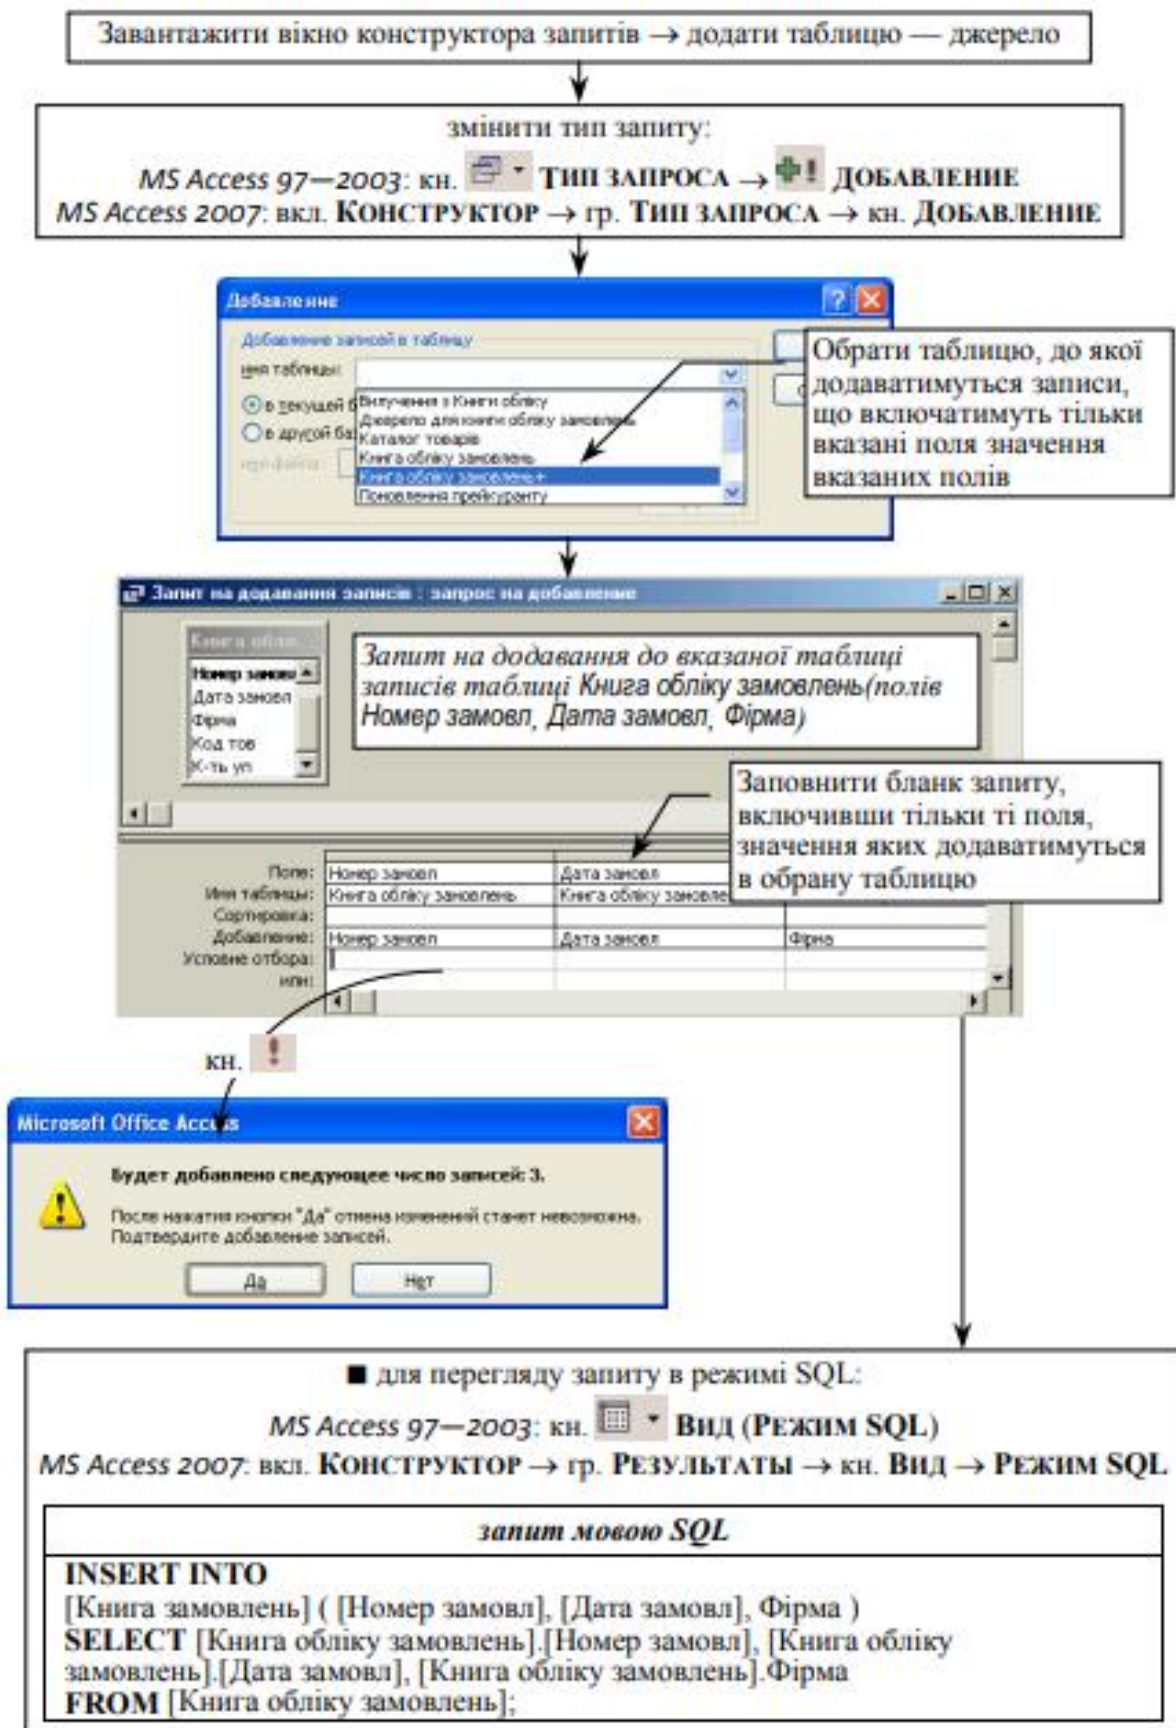 Завантажити вікно конструктора запитів → додати таблицю — джерело
змінити тип запиту:
MS Access 97—2003: кн. ТИП ЗАПРОСА → ДОБАВЛЕНИЕ
MS Access 2007: вкл. КОНСТРУКТОР → гр. ТИП ЗАПРОСА → кн. ДОБАВЛЕНИЕ
Добавление
Добавление записей в таблицу
имя таблицы:
в текущей б
в другой ба
имя файла:
Вилучення з Книги обліку
Джерело для книги обліку замовлень
Каталог товарів
Книга обліку замовлень
Книга обліку замовлень+
Поновлення прейкуранту
Обрати таблицю, до якої
додаватимуться записи,
що включатимуть тільки
вказані поля значення
вказаних полів
Запит на додавання записів : запрос на добавление
Книга облік
Номер замовл
Дата замовл
Фірма
Код тов
К-ть уп
Запит на додавання до вказаної таблиці
записів таблиці Книга обліку замовлень(полів
Номер замовл, Дата замовл, Фірма)
Заповнити бланк запиту,
включивши тільки ті поля,
значення яких додаватимуться
в обрану таблицю
Поле: Номер замовл Дата замовл
Имя таблицы: Книга обліку замовлень Книга обліку замовле
Сортировка:
Добавление: Номер замовл Дата замовл Фірма
Условие отбора:
или:
кн.
Microsoft Office Access
Будет добавлено следующее число записей: 3.
После нажатия кнопки "Да" отмена изменений станет невозможна.
Подтвердите добавление записей.
Да Нет
■ для перегляду запиту в режимі SQL:
MS Access 97—2003: кн. ВИД (РЕЖИМ SQL)
MS Access 2007: вкл. КОНСТРУКТОР → гр. РЕЗУЛЬТАТЫ → кн. ВИД → РЕЖИМ SQL
запит мовою SQL
INSERT INTO
[Книга замовлень] ( [Номер замовл], [Дата замовл], Фірма )
SELECT [Книга обліку замовлень].[Номер замовл], [Книга обліку
замовлень].[Дата замовл], [Книга обліку замовлень].Фірма
FROM [Книга обліку замовлень];